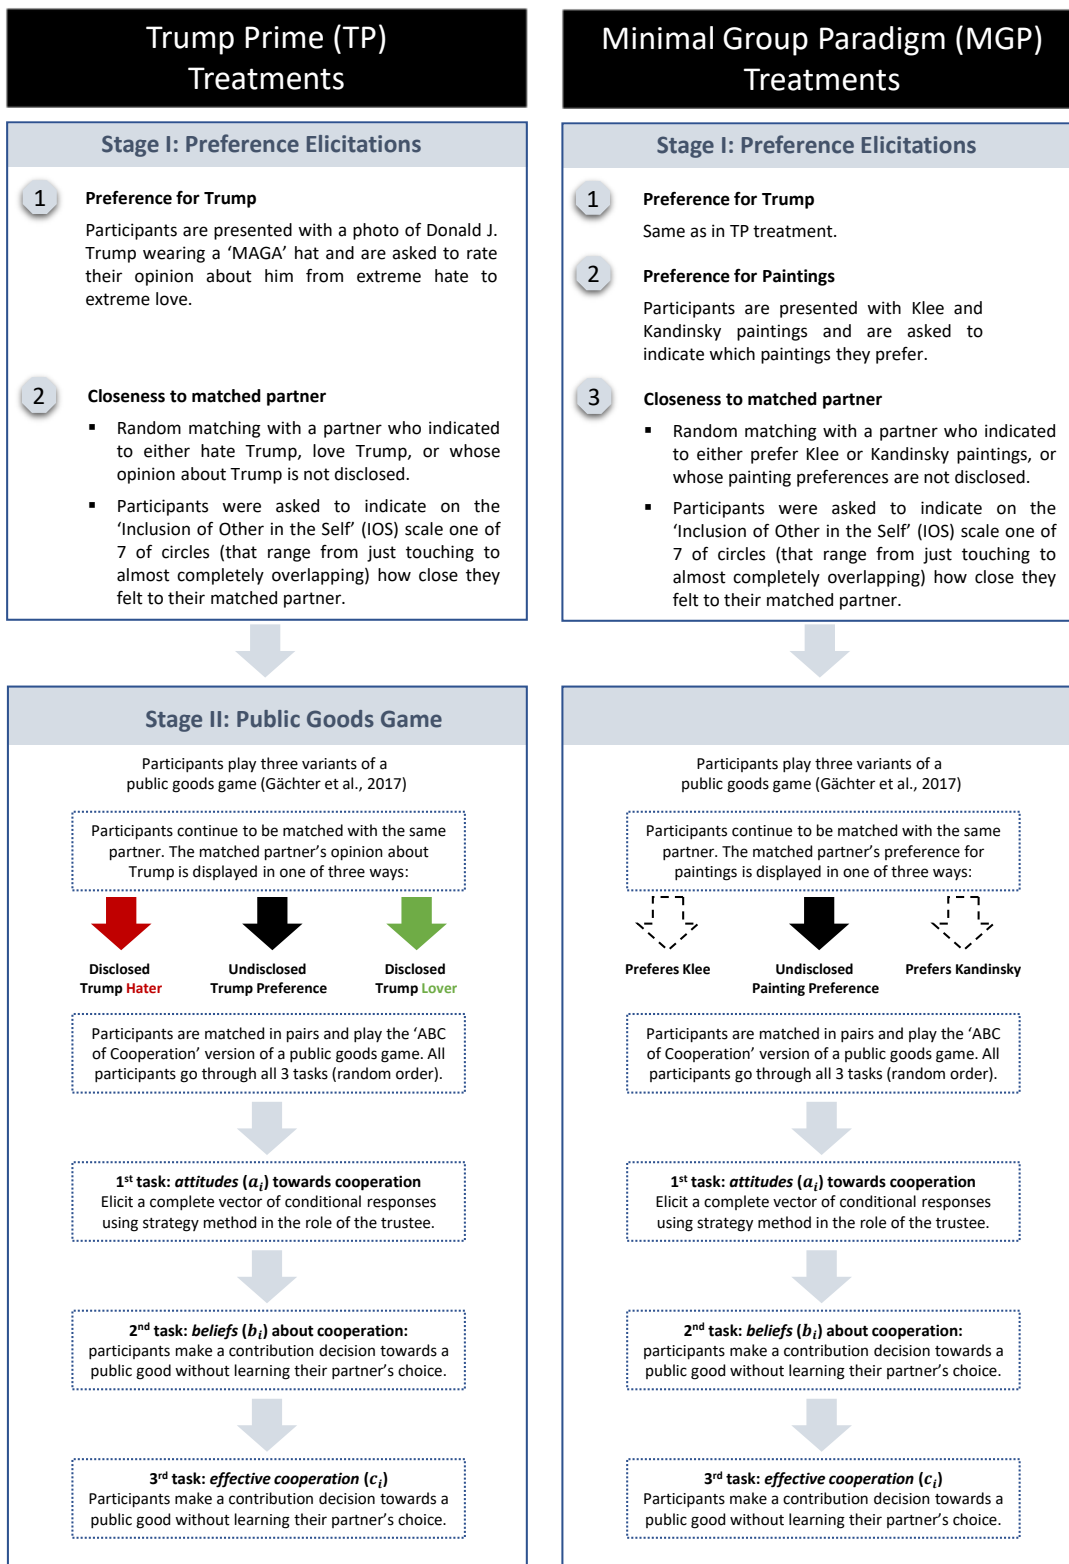 Trump Prime (TP)
Treatments
Stage I: Preference Elicitations
1
Preference for Trump
Participants are presented with a photo of Donald J.
Trump wearing a ‘MAGA’ hat and are asked to rate
their opinion about him from extreme hate to
extreme love.
2
Closeness to matched partner
▪ Random matching with a partner who indicated
to either hate Trump, love Trump, or whose
opinion about Trump is not disclosed.
▪ Participants were asked to indicate on the
‘Inclusion of Other in the Self’ (IOS) scale one of
7 of circles (that range from just touching to
almost completely overlapping) how close they
felt to their matched partner.
Stage II: Public Goods Game
Participants play three variants of a
public goods game (Gächter et al., 2017)
Participants continue to be matched with the same
partner. The matched partner’s opinion about
Trump is displayed in one of three ways:
Disclosed
Trump Hater
Undisclosed
Trump Preference
Disclosed
Trump Lover
Participants are matched in pairs and play the ‘ABC
of Cooperation’ version of a public goods game. All
participants go through all 3 tasks (random order).
1st task: attitudes (ai) towards cooperation
Elicit a complete vector of conditional responses
using strategy method in the role of the trustee.
2nd task: beliefs (bi) about cooperation:
participants make a contribution decision towards a
public good without learning their partner’s choice.
3rd task: effective cooperation (ci)
Participants make a contribution decision towards a
public good without learning their partner’s choice.
Minimal Group Paradigm (MGP)
Treatments
Stage I: Preference Elicitations
1
Preference for Trump
Same as in TP treatment.
2
Preference for Paintings
Participants are presented with Klee and
Kandinsky paintings and are asked to
indicate which paintings they prefer.
3
Closeness to matched partner
▪ Random matching with a partner who indicated
to either prefer Klee or Kandinsky paintings, or
whose painting preferences are not disclosed.
▪ Participants were asked to indicate on the
‘Inclusion of Other in the Self’ (IOS) scale one of
7 of circles (that range from just touching to
almost completely overlapping) how close they
felt to their matched partner.
Participants play three variants of a
public goods game (Gächter et al., 2017)
Participants continue to be matched with the same
partner. The matched partner’s preference for
paintings is displayed in one of three ways:
Preferes Klee
Undisclosed
Painting Preference
Prefers Kandinsky
Participants are matched in pairs and play the ‘ABC
of Cooperation’ version of a public goods game. All
participants go through all 3 tasks (random order).
1st task: attitudes (ai) towards cooperation
Elicit a complete vector of conditional responses
using strategy method in the role of the trustee.
2nd task: beliefs (bi) about cooperation:
participants make a contribution decision towards a
public good without learning their partner’s choice.
3rd task: effective cooperation (ci)
Participants make a contribution decision towards a
public good without learning their partner’s choice.